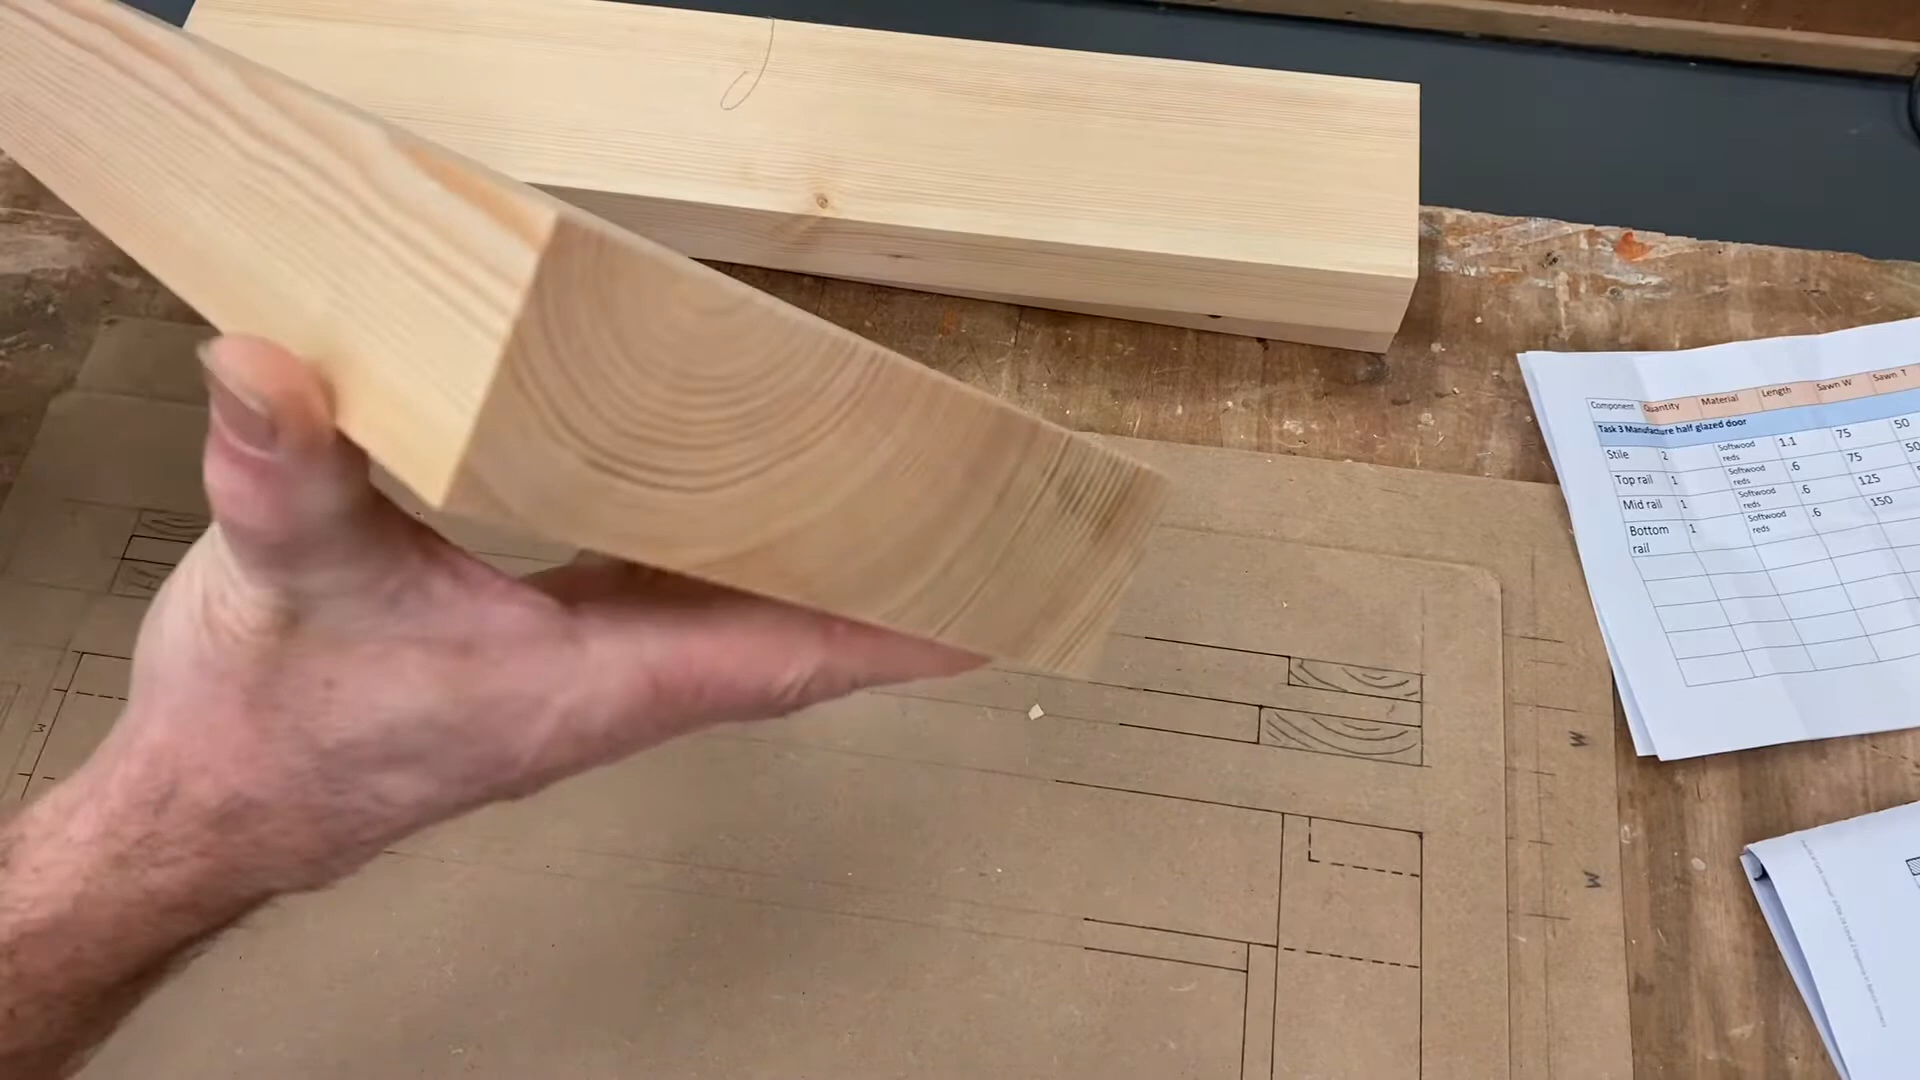 Component Quantity Material Length Sawn W Sawn T
Task 3 Manufacture half glazed door
Stile 2 Softwood reds 1.1 75 50
Top rail 1 Softwood reds .6 75 50
Mid rail 1 Softwood reds .6 125
Bottom rail 1 Softwood reds .6 150
M
M
M